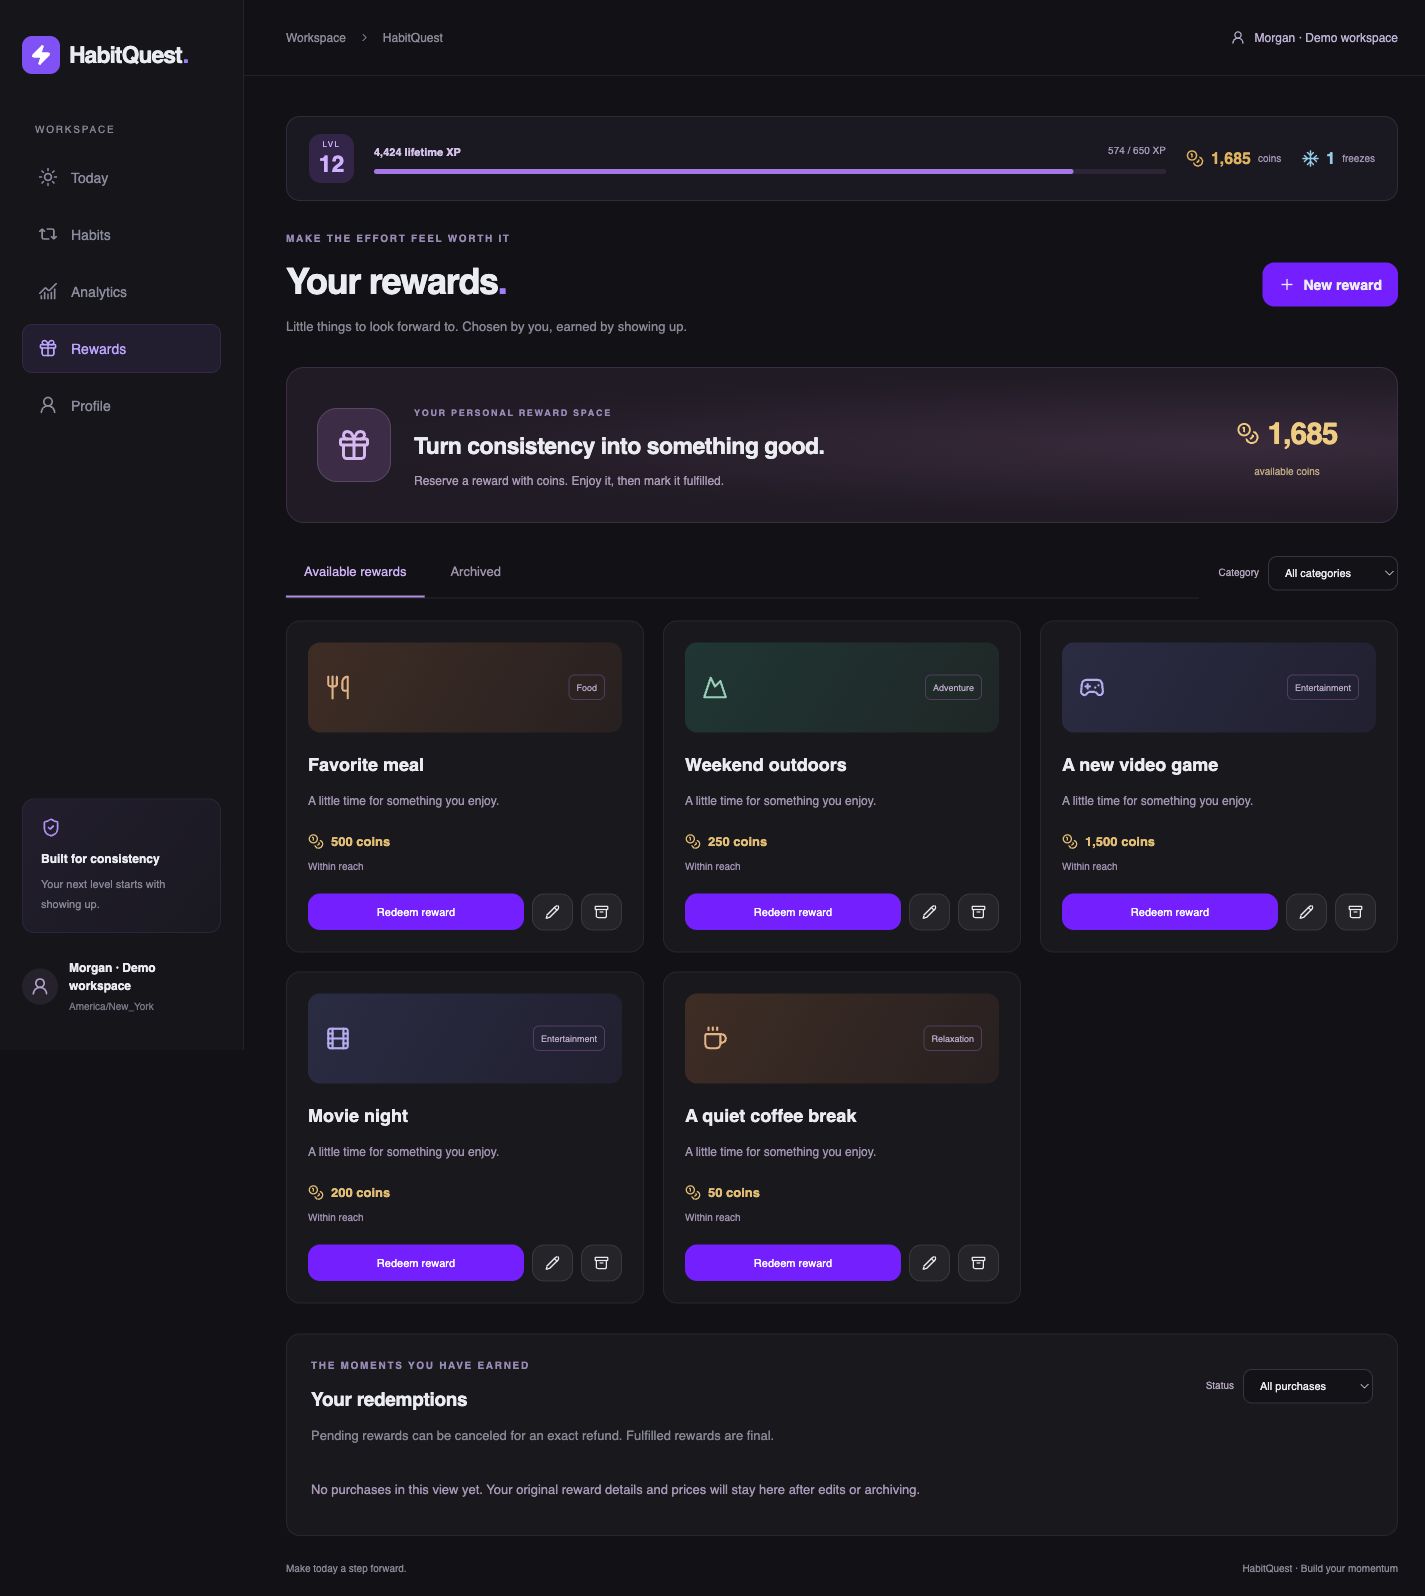 HabitQuest.
WORKSPACE
Today
Habits
Analytics
Rewards
Profile
Built for consistency
Your next level starts with
showing up.
Morgan · Demo
workspace
America/New_York
Workspace > HabitQuest
Morgan · Demo workspace
LVL
12
4,424 lifetime XP
574 / 650 XP
1,685 coins
1 freezes
MAKE THE EFFORT FEEL WORTH IT
Your rewards.
Little things to look forward to. Chosen by you, earned by showing up.
+ New reward
YOUR PERSONAL REWARD SPACE
Turn consistency into something good.
Reserve a reward with coins. Enjoy it, then mark it fulfilled.
1,685
available coins
Available rewards
Archived
Category
All categories
Food
Favorite meal
A little time for something you enjoy.
500 coins
Within reach
Redeem reward
Adventure
Weekend outdoors
A little time for something you enjoy.
250 coins
Within reach
Redeem reward
Entertainment
A new video game
A little time for something you enjoy.
1,500 coins
Within reach
Redeem reward
Entertainment
Movie night
A little time for something you enjoy.
200 coins
Within reach
Redeem reward
Relaxation
A quiet coffee break
A little time for something you enjoy.
50 coins
Within reach
Redeem reward
THE MOMENTS YOU HAVE EARNED
Your redemptions
Pending rewards can be canceled for an exact refund. Fulfilled rewards are final.
Status
All purchases
No purchases in this view yet. Your original reward details and prices will stay here after edits or archiving.
Make today a step forward.
HabitQuest · Build your momentum